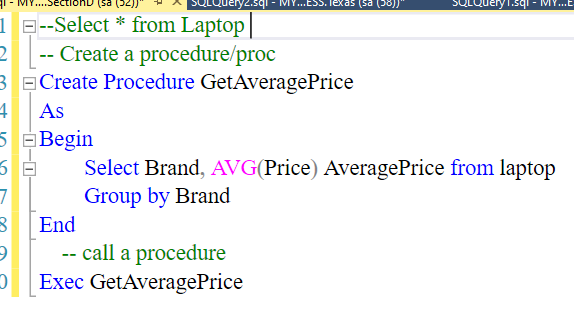 ql - MY....SectionD (sa (52))* SQLQuery2.sql - MY...ESS.Texas (sa (58))* SQLQuery1.sql - MY...E
1 --Select * from Laptop
2 -- Create a procedure/proc
3 Create Procedure GetAveragePrice
4 As
5 Begin
6 Select Brand, AVG(Price) AveragePrice from laptop
7 Group by Brand
8 End
9 -- call a procedure
0 Exec GetAveragePrice